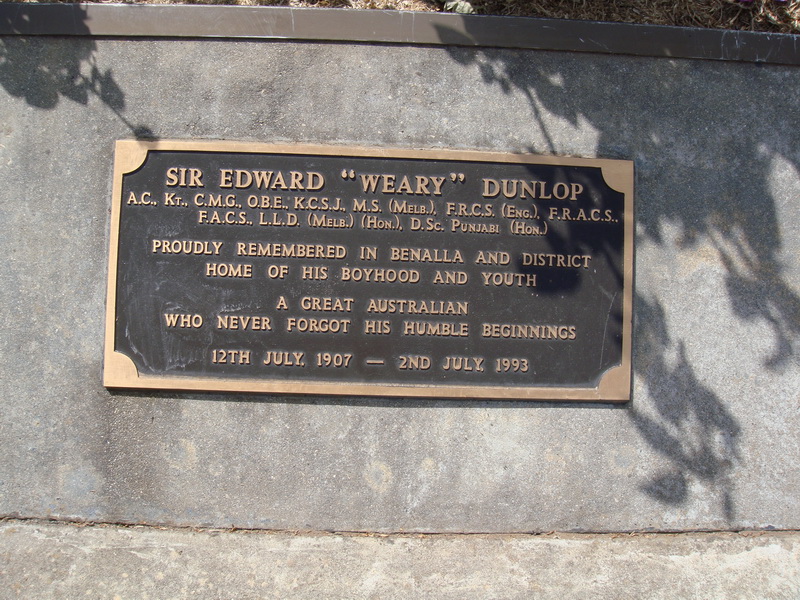 SIR EDWARD "WEARY" DUNLOP
A.C., KT., C.M.G., O.B.E., K.C.S.J., M.S. (MELB.), F.R.C.S. (ENG.), F.R.A.C.S.,
F.A.C.S., L.L.D. (MELB.) (HON.), D.SC. PUNJABI (HON.)
PROUDLY REMEMBERED IN BENALLA AND DISTRICT
HOME OF HIS BOYHOOD AND YOUTH
A GREAT AUSTRALIAN
WHO NEVER FORGOT HIS HUMBLE BEGINNINGS
12TH JULY, 1907 — 2ND JULY, 1993